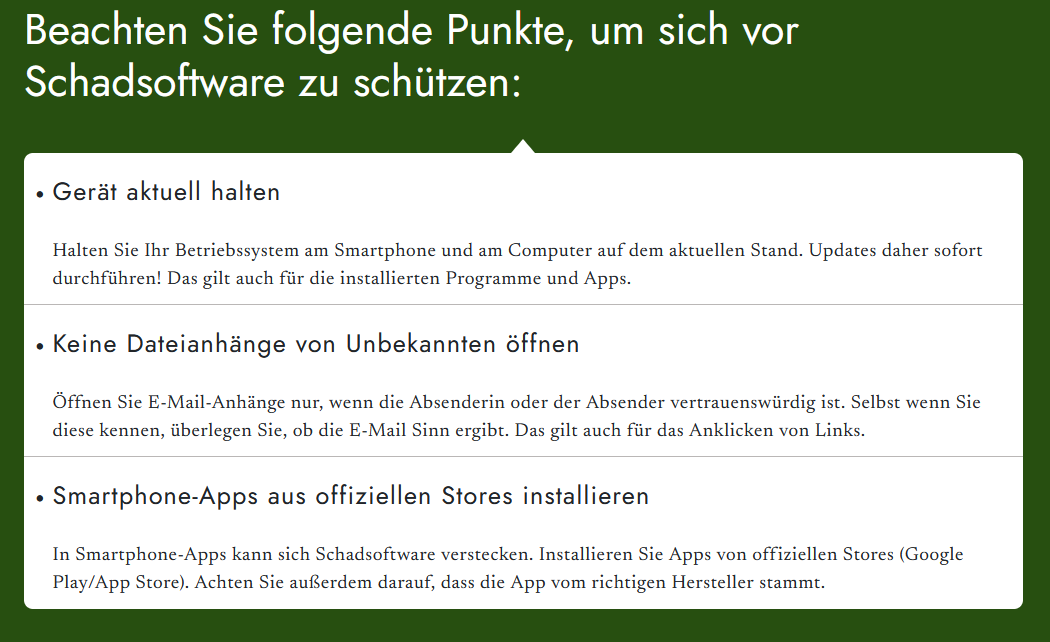 Beachten Sie folgende Punkte, um sich vor
Schadsoftware zu schützen:
• Gerät aktuell halten
Halten Sie Ihr Betriebssystem am Smartphone und am Computer auf dem aktuellen Stand. Updates daher sofort
durchführen! Das gilt auch für die installierten Programme und Apps.
• Keine Dateianhänge von Unbekannten öffnen
Öffnen Sie E-Mail-Anhänge nur, wenn die Absenderin oder der Absender vertrauenswürdig ist. Selbst wenn Sie
diese kennen, überlegen Sie, ob die E-Mail Sinn ergibt. Das gilt auch für das Anklicken von Links.
• Smartphone-Apps aus offiziellen Stores installieren
In Smartphone-Apps kann sich Schadsoftware verstecken. Installieren Sie Apps von offiziellen Stores (Google
Play/App Store). Achten Sie außerdem darauf, dass die App vom richtigen Hersteller stammt.